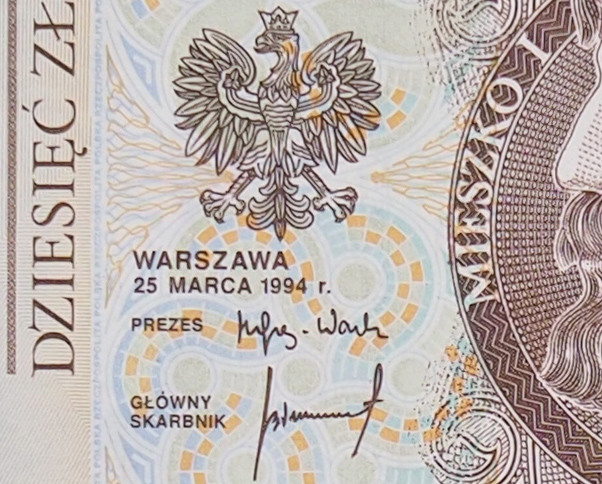 DZIESIĘĆ ZŁ
MIESZKO I
WARSZAWA
25 MARCA 1994 r.
PREZES
GŁÓWNY
SKARBNIK